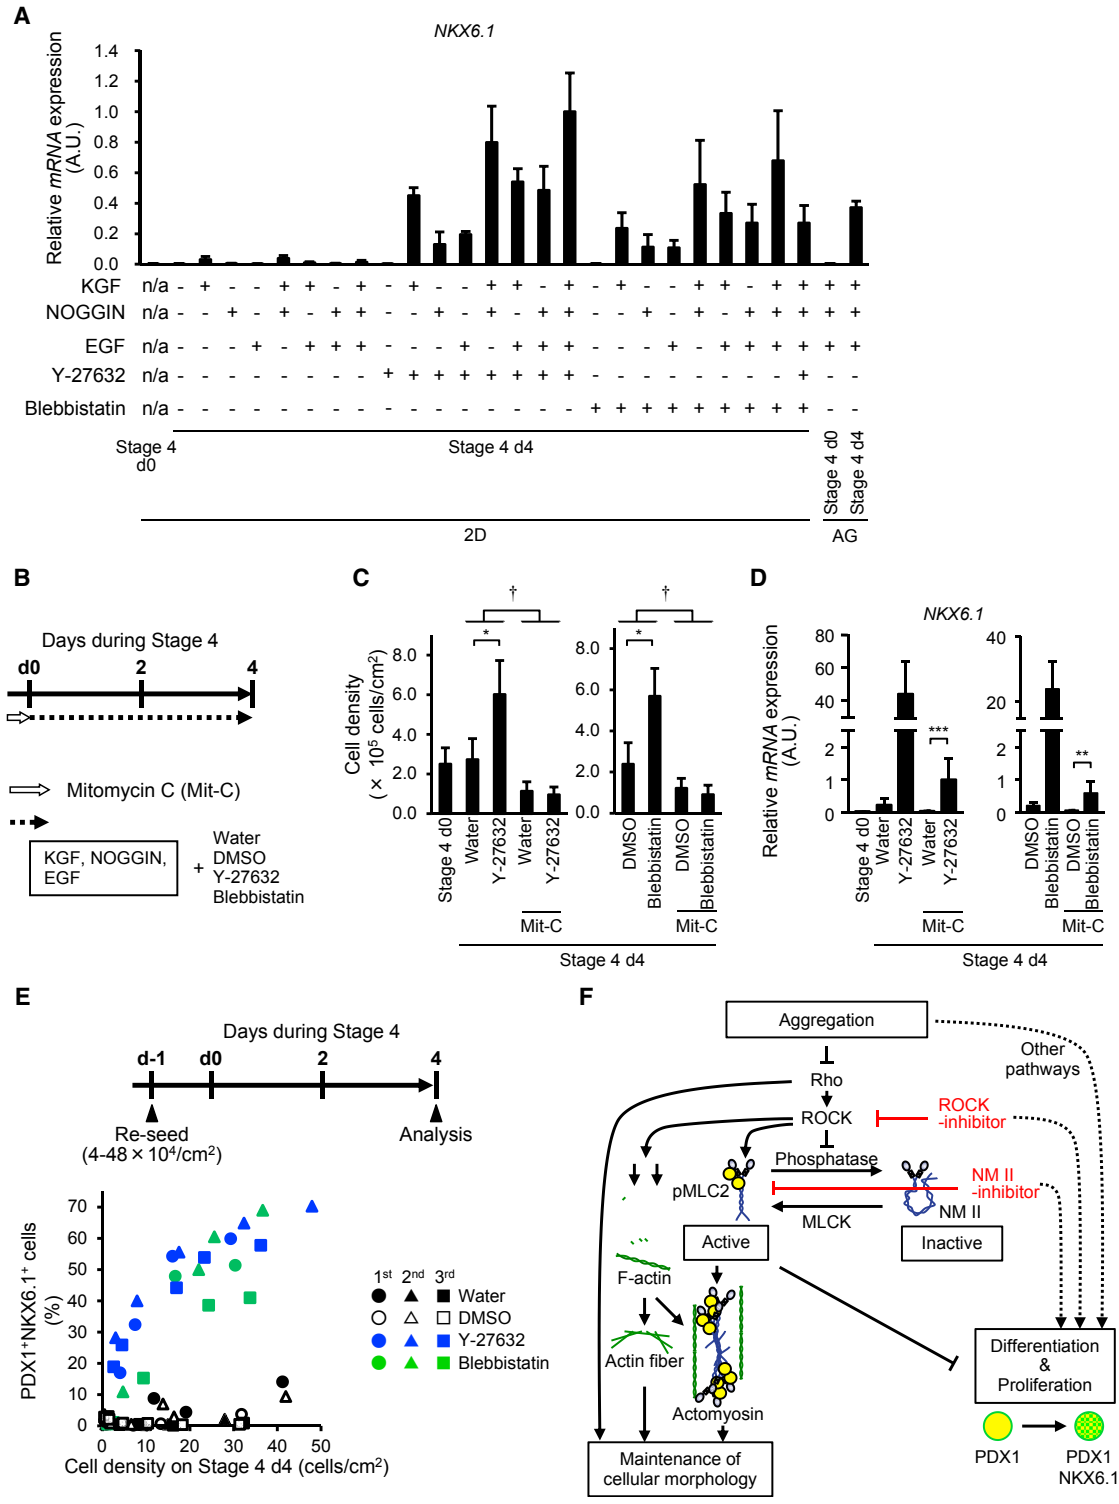 A
NKX6.1
Relative mRNA expression
(A.U.)
1.4
1.2
1.0
0.8
0.6
0.4
0.2
0.0
KGF n/a - + - - + + - + - + - - + + - + - + - - + + - + + + +
NOGGIN n/a - - + - + - + + - - + - + - + + - - + - + - + + + + +
EGF n/a - - - + - + + + - - - + - + + + - - - + - + + + + + +
Y-27632 n/a - - - - - - - - + + + + + + + + - - - - - - - - + - -
Blebbistatin n/a - - - - - - - - - - - - - - - - + + + + + + + + + - -
Stage 4
d0
Stage 4 d4
Stage 4 d0
Stage 4 d4
2D
AG
B
Days during Stage 4
d0 2 4
Mitomycin C (Mit-C)
KGF, NOGGIN,
EGF
+
Water
DMSO
Y-27632
Blebbistatin
C
Cell density
(× 10⁵ cells/cm²)
†
*
8.0
6.0
4.0
2.0
0.0
Stage 4 d0
Water
Y-27632
Water
Y-27632
Mit-C
†
*
8.0
6.0
4.0
2.0
0.0
DMSO
Blebbistatin
DMSO
Blebbistatin
Mit-C
Stage 4 d4
D
NKX6.1
Relative mRNA expression
(A.U.)
80
60
40
2
1
0
***
Stage 4 d0
Water
Y-27632
Water
Y-27632
Mit-C
40
20
2
1
0
**
DMSO
Blebbistatin
DMSO
Blebbistatin
Mit-C
Stage 4 d4
E
Days during Stage 4
d-1 d0 2 4
Re-seed
(4-48 × 10⁴/cm²)
Analysis
PDX1⁺NKX6.1⁺ cells
(%)
70
60
50
40
30
20
10
0
0 10 20 30 40 50
Cell density on Stage 4 d4 (cells/cm²)
1st 2nd 3rd
Water
DMSO
Y-27632
Blebbistatin
F
Aggregation
Other
pathways
Rho
ROCK
ROCK
-inhibitor
Phosphatase
pMLC2
NM II
-inhibitor
MLCK
NM II
Active
Inactive
F-actin
Actin fiber
Actomyosin
Differentiation
&
Proliferation
Maintenance of
cellular morphology
PDX1
PDX1
NKX6.1